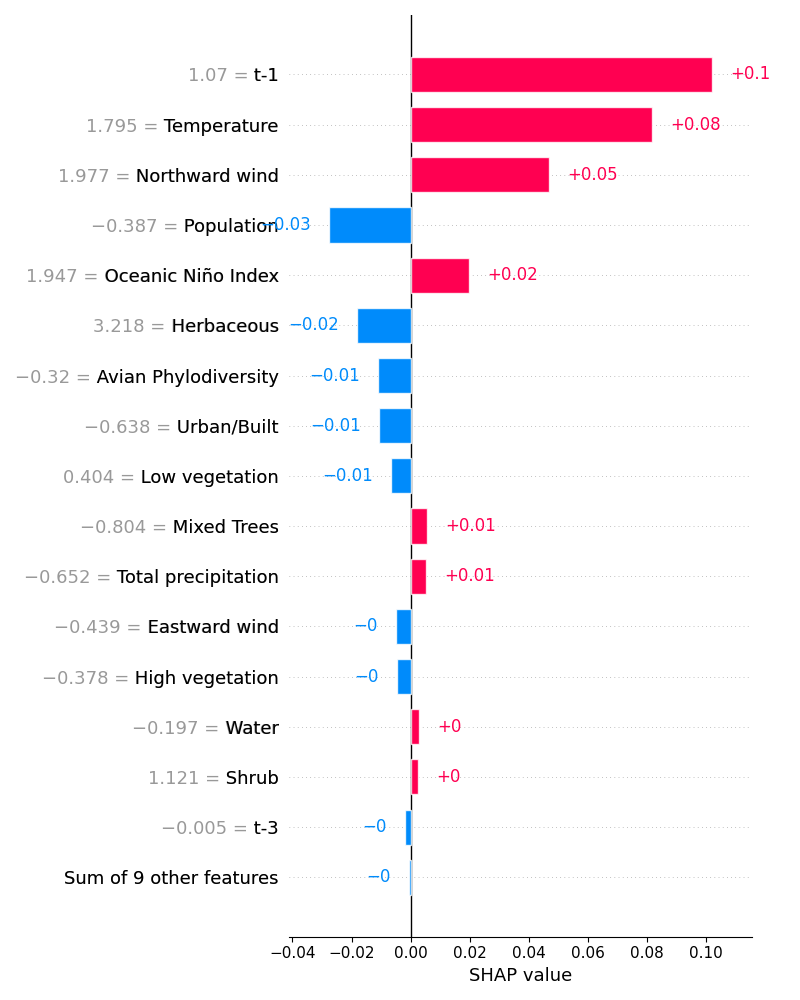 1.07 = t-1 +0.1
1.795 = Temperature +0.08
1.977 = Northward wind +0.05
−0.387 = Population −0.03
1.947 = Oceanic Niño Index +0.02
3.218 = Herbaceous −0.02
−0.32 = Avian Phylodiversity −0.01
−0.638 = Urban/Built −0.01
0.404 = Low vegetation −0.01
−0.804 = Mixed Trees +0.01
−0.652 = Total precipitation +0.01
−0.439 = Eastward wind −0
−0.378 = High vegetation −0
−0.197 = Water +0
1.121 = Shrub +0
−0.005 = t-3 −0
Sum of 9 other features −0
−0.04 −0.02 0.00 0.02 0.04 0.06 0.08 0.10
SHAP value